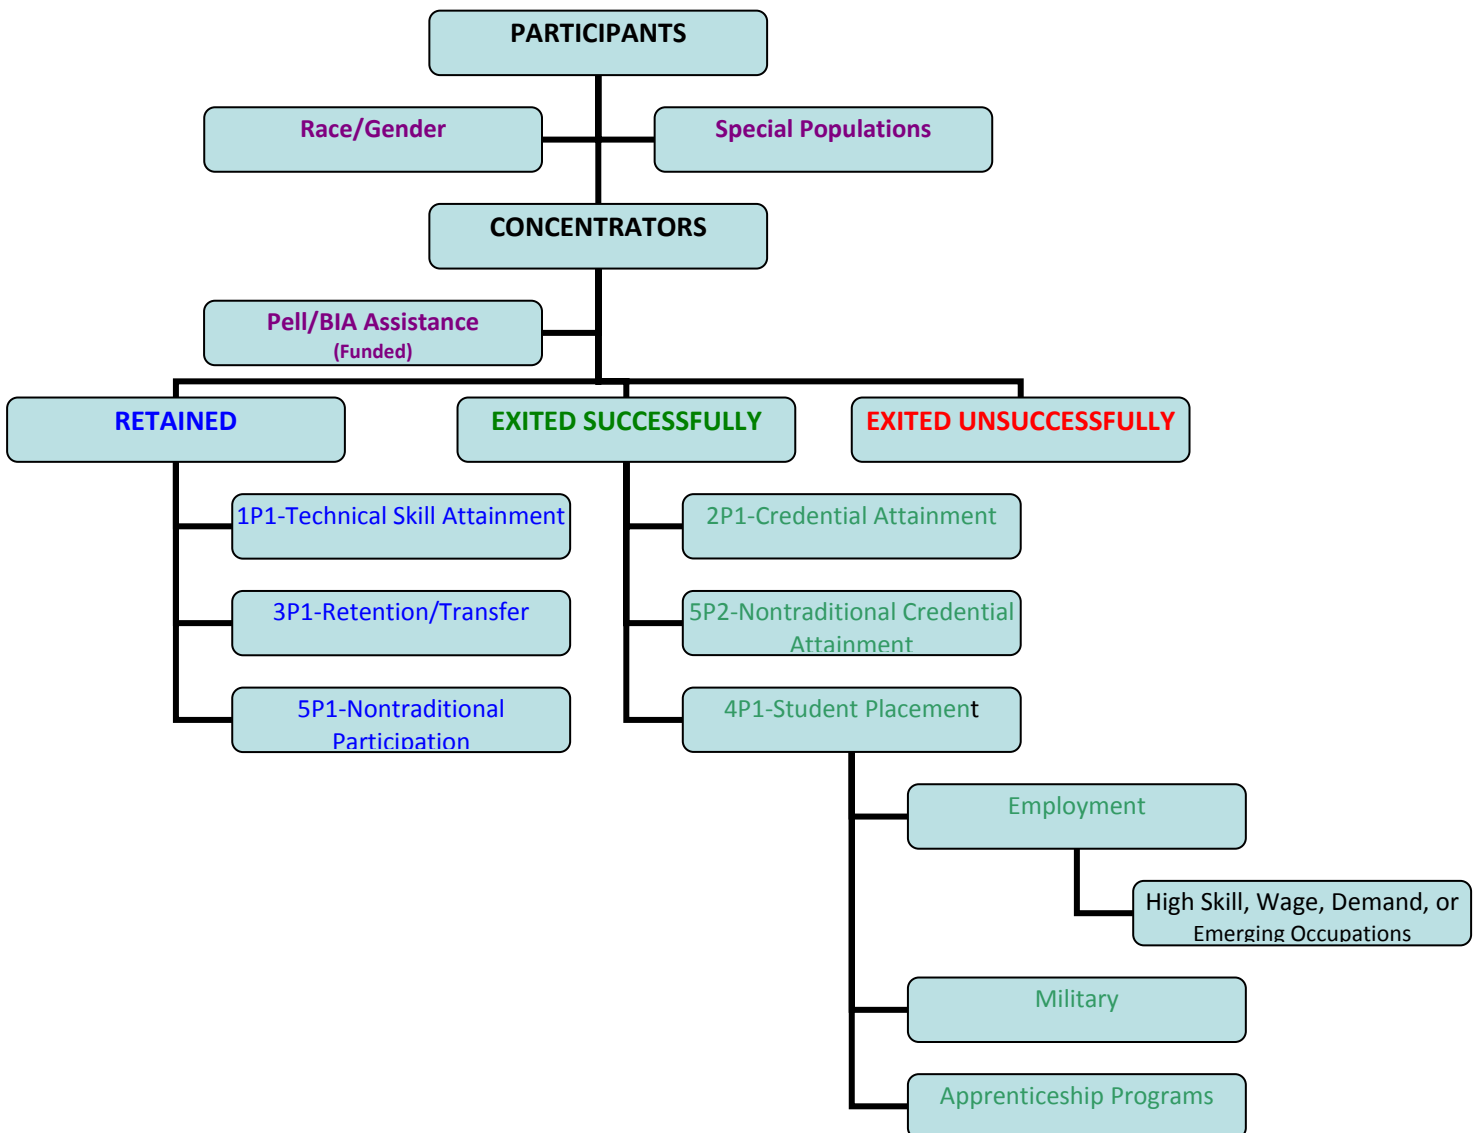 PARTICIPANTS
Race/Gender
Special Populations
CONCENTRATORS
Pell/BIA Assistance
(Funded)
RETAINED
EXITED SUCCESSFULLY
EXITED UNSUCCESSFULLY
1P1-Technical Skill Attainment
2P1-Credential Attainment
3P1-Retention/Transfer
5P2-Nontraditional Credential
Attainment
5P1-Nontraditional
Participation
4P1-Student Placement
Employment
High Skill, Wage, Demand, or
Emerging Occupations
Military
Apprenticeship Programs